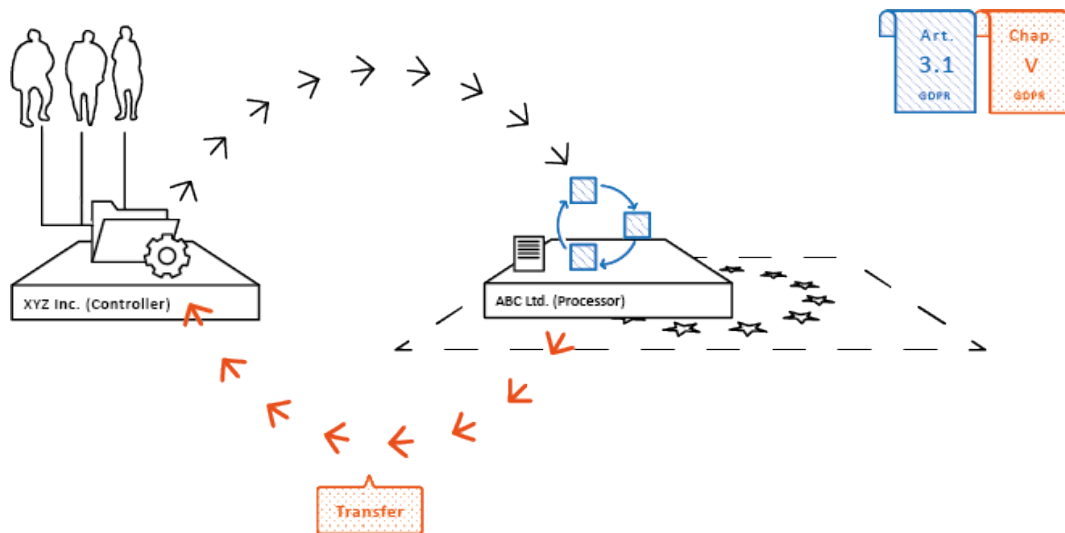 Art.
3.1
GDPR
Chap.
V
GDPR
XYZ Inc. (Controller)
ABC Ltd. (Processor)
Transfer